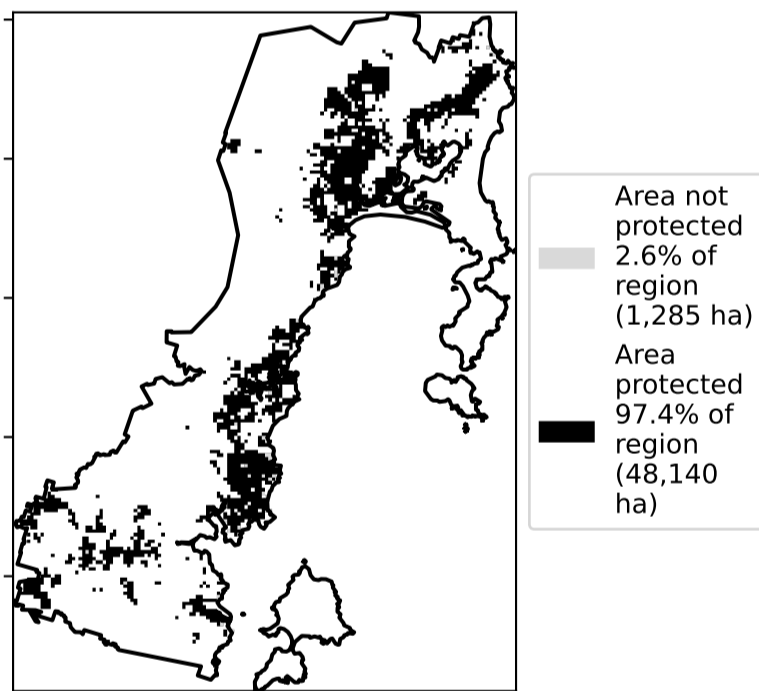 Area not
protected
2.6% of
region
(1,285 ha)
Area
protected
97.4% of
region
(48,140
ha)